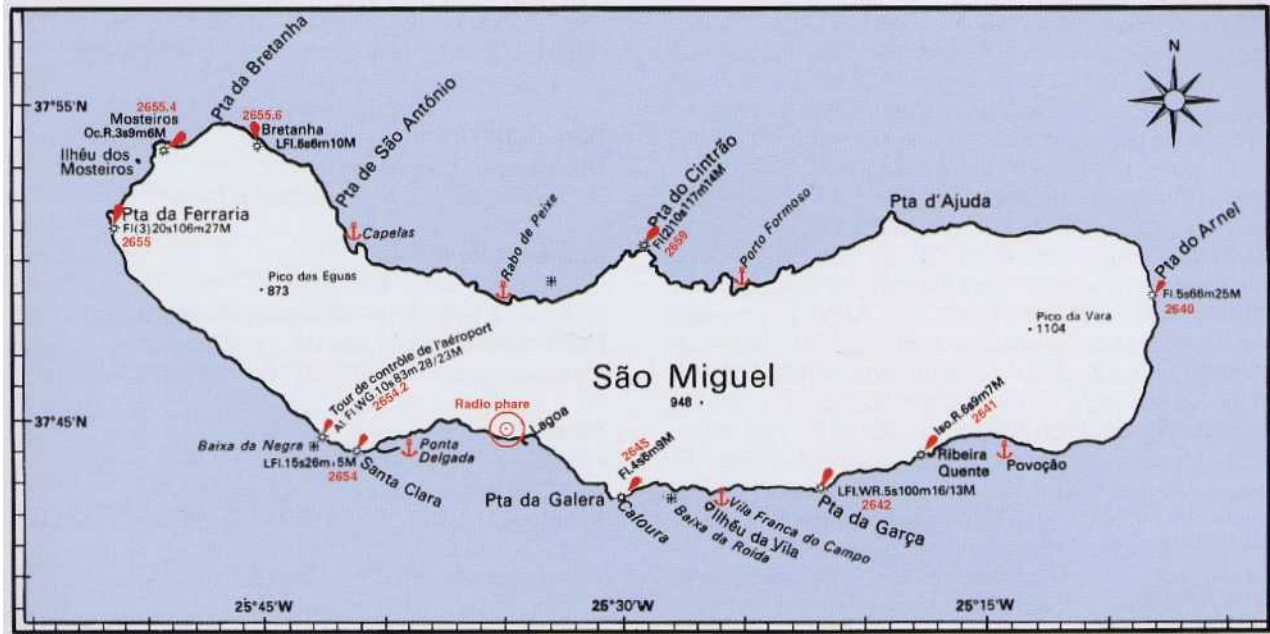 N
37°55'N
Pta da Bretanha
2655.4
Mosteiros
Oc.R.3s9m6M
Ilhêu dos
Mosteiros
2655.6
Bretanha
LFl.6s6m10M
Pta de São António
Capelas
Pta da Ferraria
Fl(3)20s106m27M
2655
Pico das Eguas
873
Rabo de Peixe
Pta do Cintrão
Fl(2)10s117m14M
2659
Porto Formoso
Pta d'Ajuda
Pta do Arnel
Fl.5s66m25M
2640
Pico da Vara
1104
São Miguel
948
37°45'N
Tour de contrôle de l'aéroport
Al.Fl.WG.10s83m28/23M
2654.2
Baixa da Negra
LFl.15s26m+5M
2654
Santa Clara
Ponta
Delgada
Radio phare
Lagoa
2645
Fl.4s6m9M
Pta da Galera
Caloura
Baixa da Roida
Ilhêu da Vila
Vila Franca do Campo
LFl.WR.5s100m16/13M
2642
Pta da Garça
Iso.R.6s9m7M
2641
Ribeira
Quente
Povoção
25°45'W
25°30'W
25°15'W